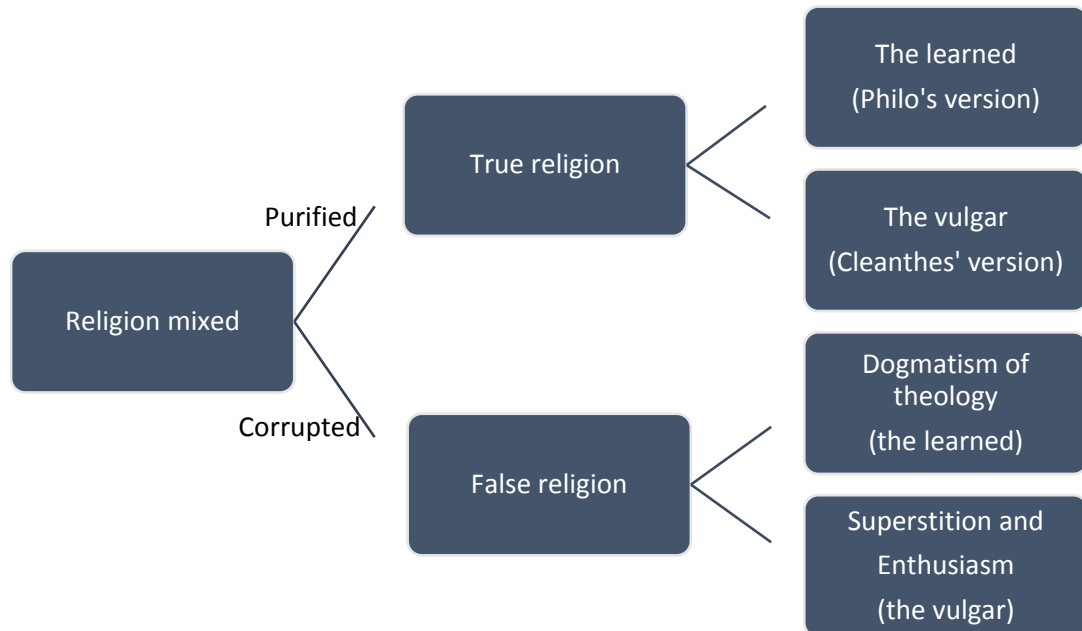 The learned
(Philo's version)
True religion
The vulgar
(Cleanthes' version)
Purified
Religion mixed
Corrupted
Dogmatism of
theology
(the learned)
False religion
Superstition and
Enthusiasm
(the vulgar)